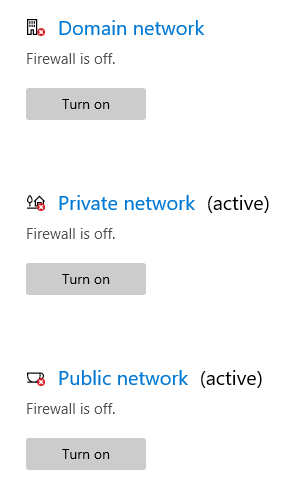 Domain network
Firewall is off.
Turn on
Private network (active)
Firewall is off.
Turn on
Public network (active)
Firewall is off.
Turn on